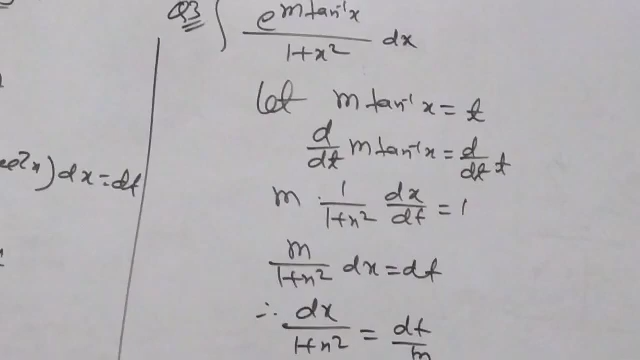 Q3 ∫ e^(m tan⁻¹x) / (1+x²) dx
Let m tan⁻¹x = t
d/dt m tan⁻¹x = d/dt t
m · 1/(1+x²) dx/dt = 1
)dx = dt
m/(1+x²) dx = dt
∴ dx/(1+x²) = dt/m